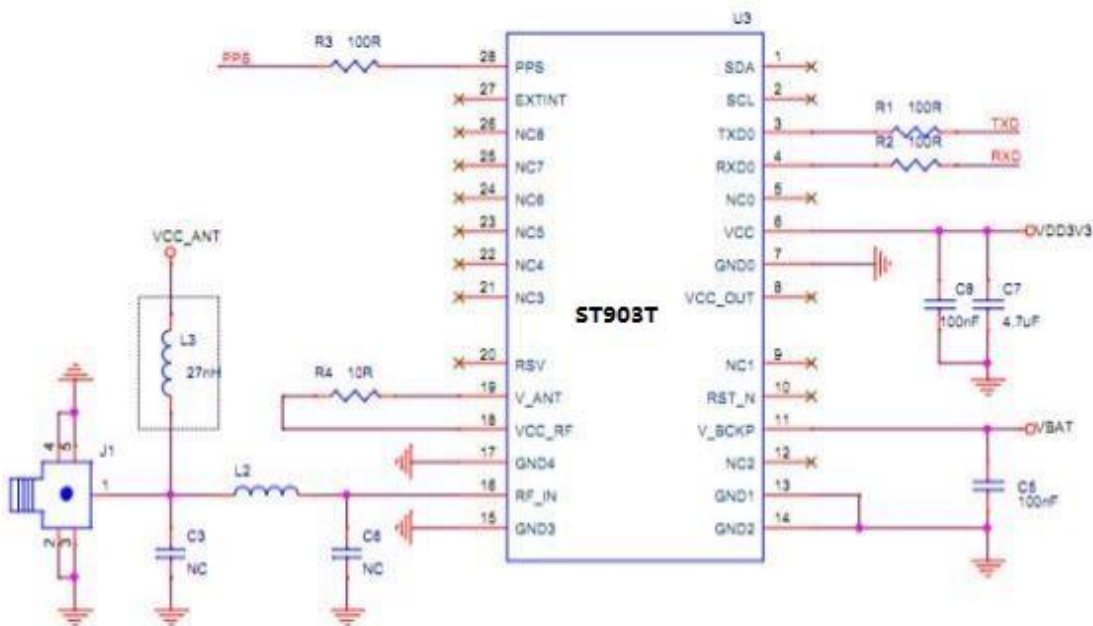 U3
R3 100R
PPS
28 PPS
27 EXTINT
26 NC8
25 NC7
24 NC6
23 NC5
22 NC4
21 NC3
20 RSV
19 V_ANT
18 VCC_RF
17 GND4
16 RF_IN
15 GND3
ST903T
SDA 1
SCL 2
TXD0 3
RXD0 4
NC0 5
VCC 6
GND0 7
VCC_OUT 8
NC1 9
RST_N 10
V_BCKP 11
NC2 12
GND1 13
GND2 14
R1 100R
TXD
R2 100R
RXD
VDD3V3
C8
100nF
C7
4.7uF
VBAT
C5
100nF
VCC_ANT
L3
27nH
R4 10R
J1
4
5
1
2
3
L2
C3
NC
C6
NC